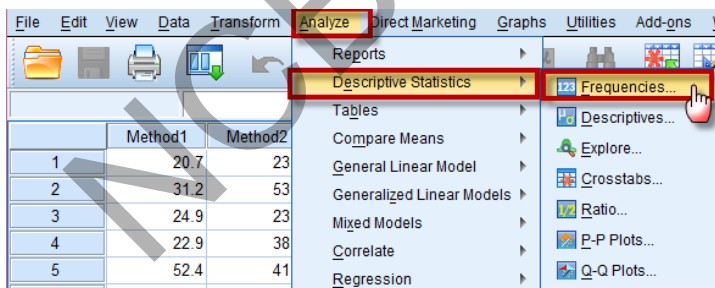 File Edit View Data Transform Analyze Direct Marketing Graphs Utilities Add-ons
Reports
Descriptive Statistics
Tables
Compare Means
General Linear Model
Generalized Linear Models
Mixed Models
Correlate
Regression
123 Frequencies...
Descriptives...
Explore...
Crosstabs...
1/2 Ratio...
P-P Plots...
Q-Q Plots...
Method1 Method2
1 20.7 23
2 31.2 53
3 24.9 23
4 22.9 38
5 52.4 41